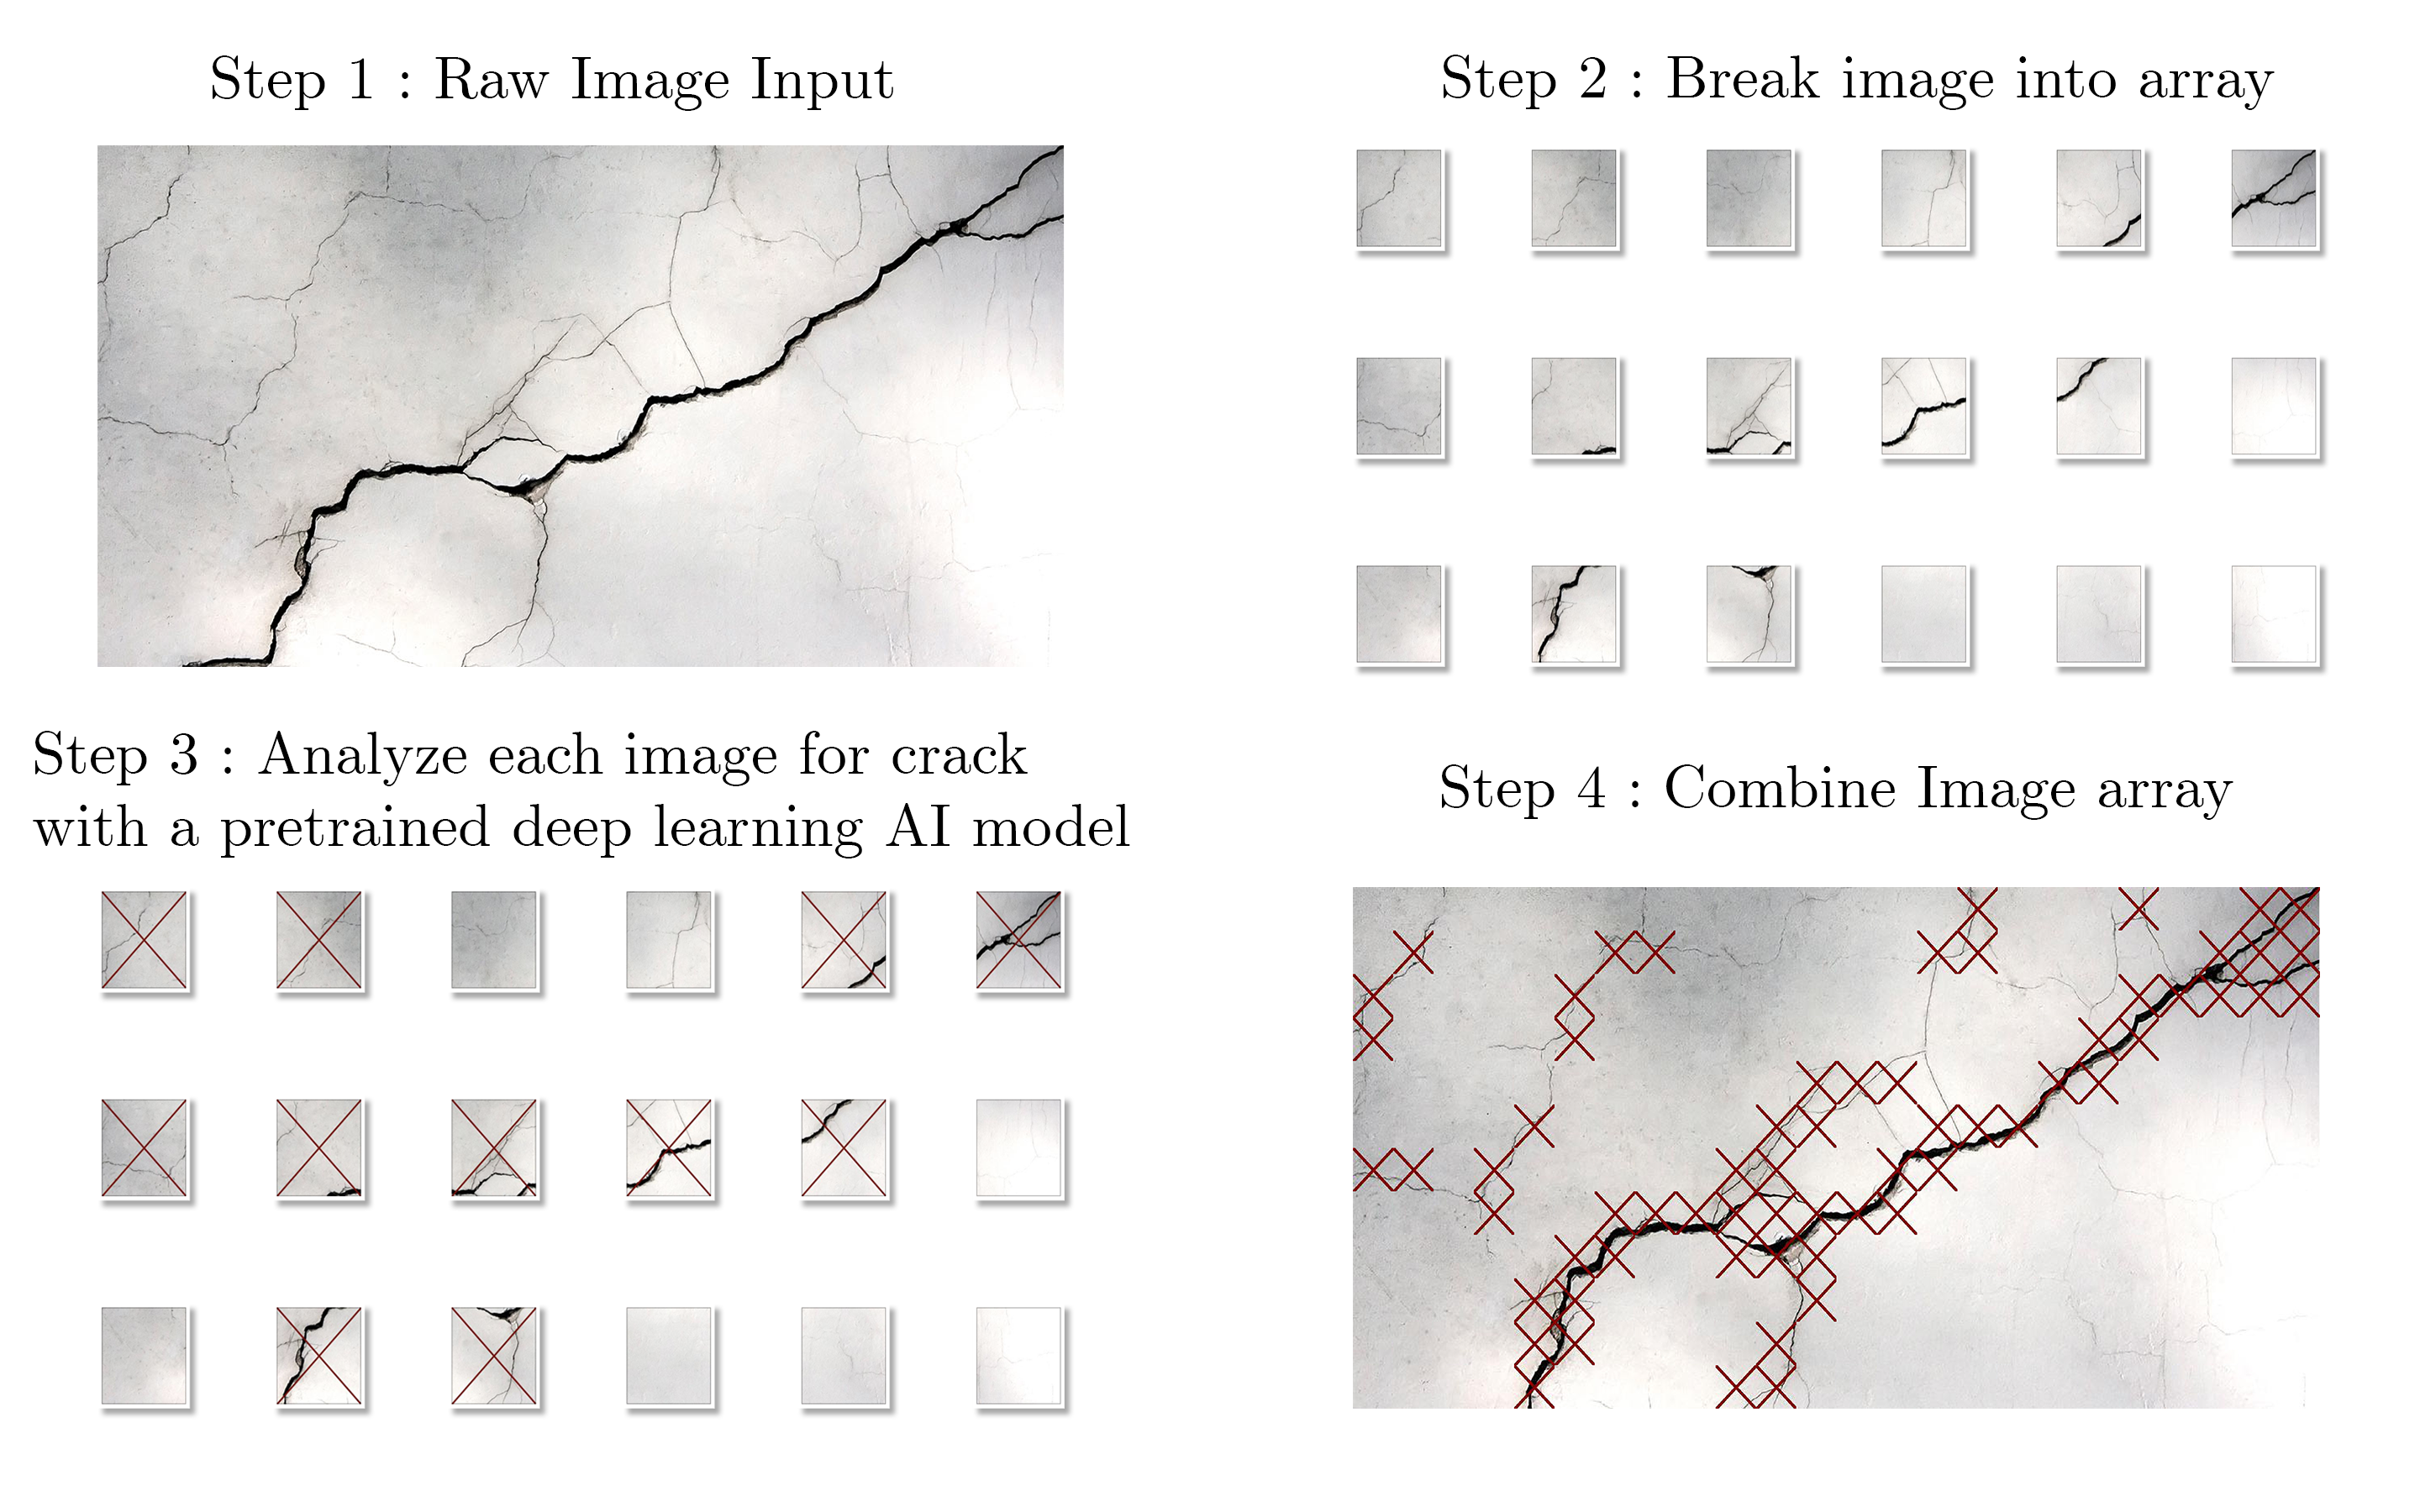 Step 1 : Raw Image Input
Step 2 : Break image into array
Step 3 : Analyze each image for crack
with a pretrained deep learning AI model
Step 4 : Combine Image array